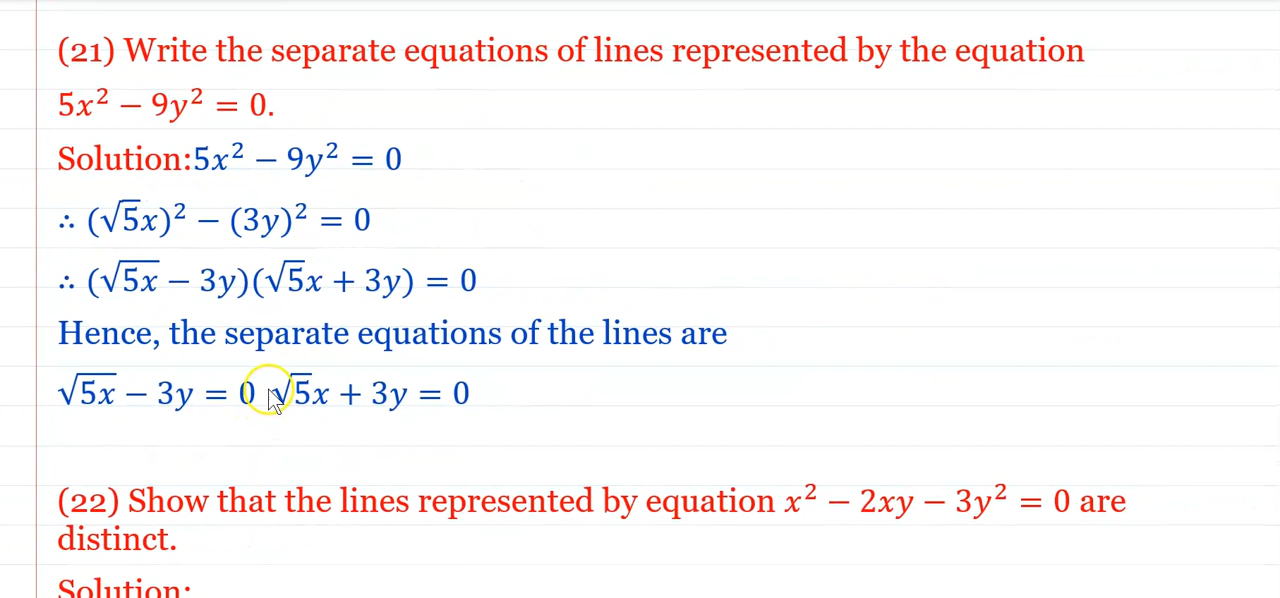 (21) Write the separate equations of lines represented by the equation
5x² − 9y² = 0.
Solution:5x² − 9y² = 0
∴ (√5x)² − (3y)² = 0
∴ (√5x − 3y)(√5x + 3y) = 0
Hence, the separate equations of the lines are
√5x − 3y = 0 √5x + 3y = 0
(22) Show that the lines represented by equation x² − 2xy − 3y² = 0 are
distinct.
Solution: